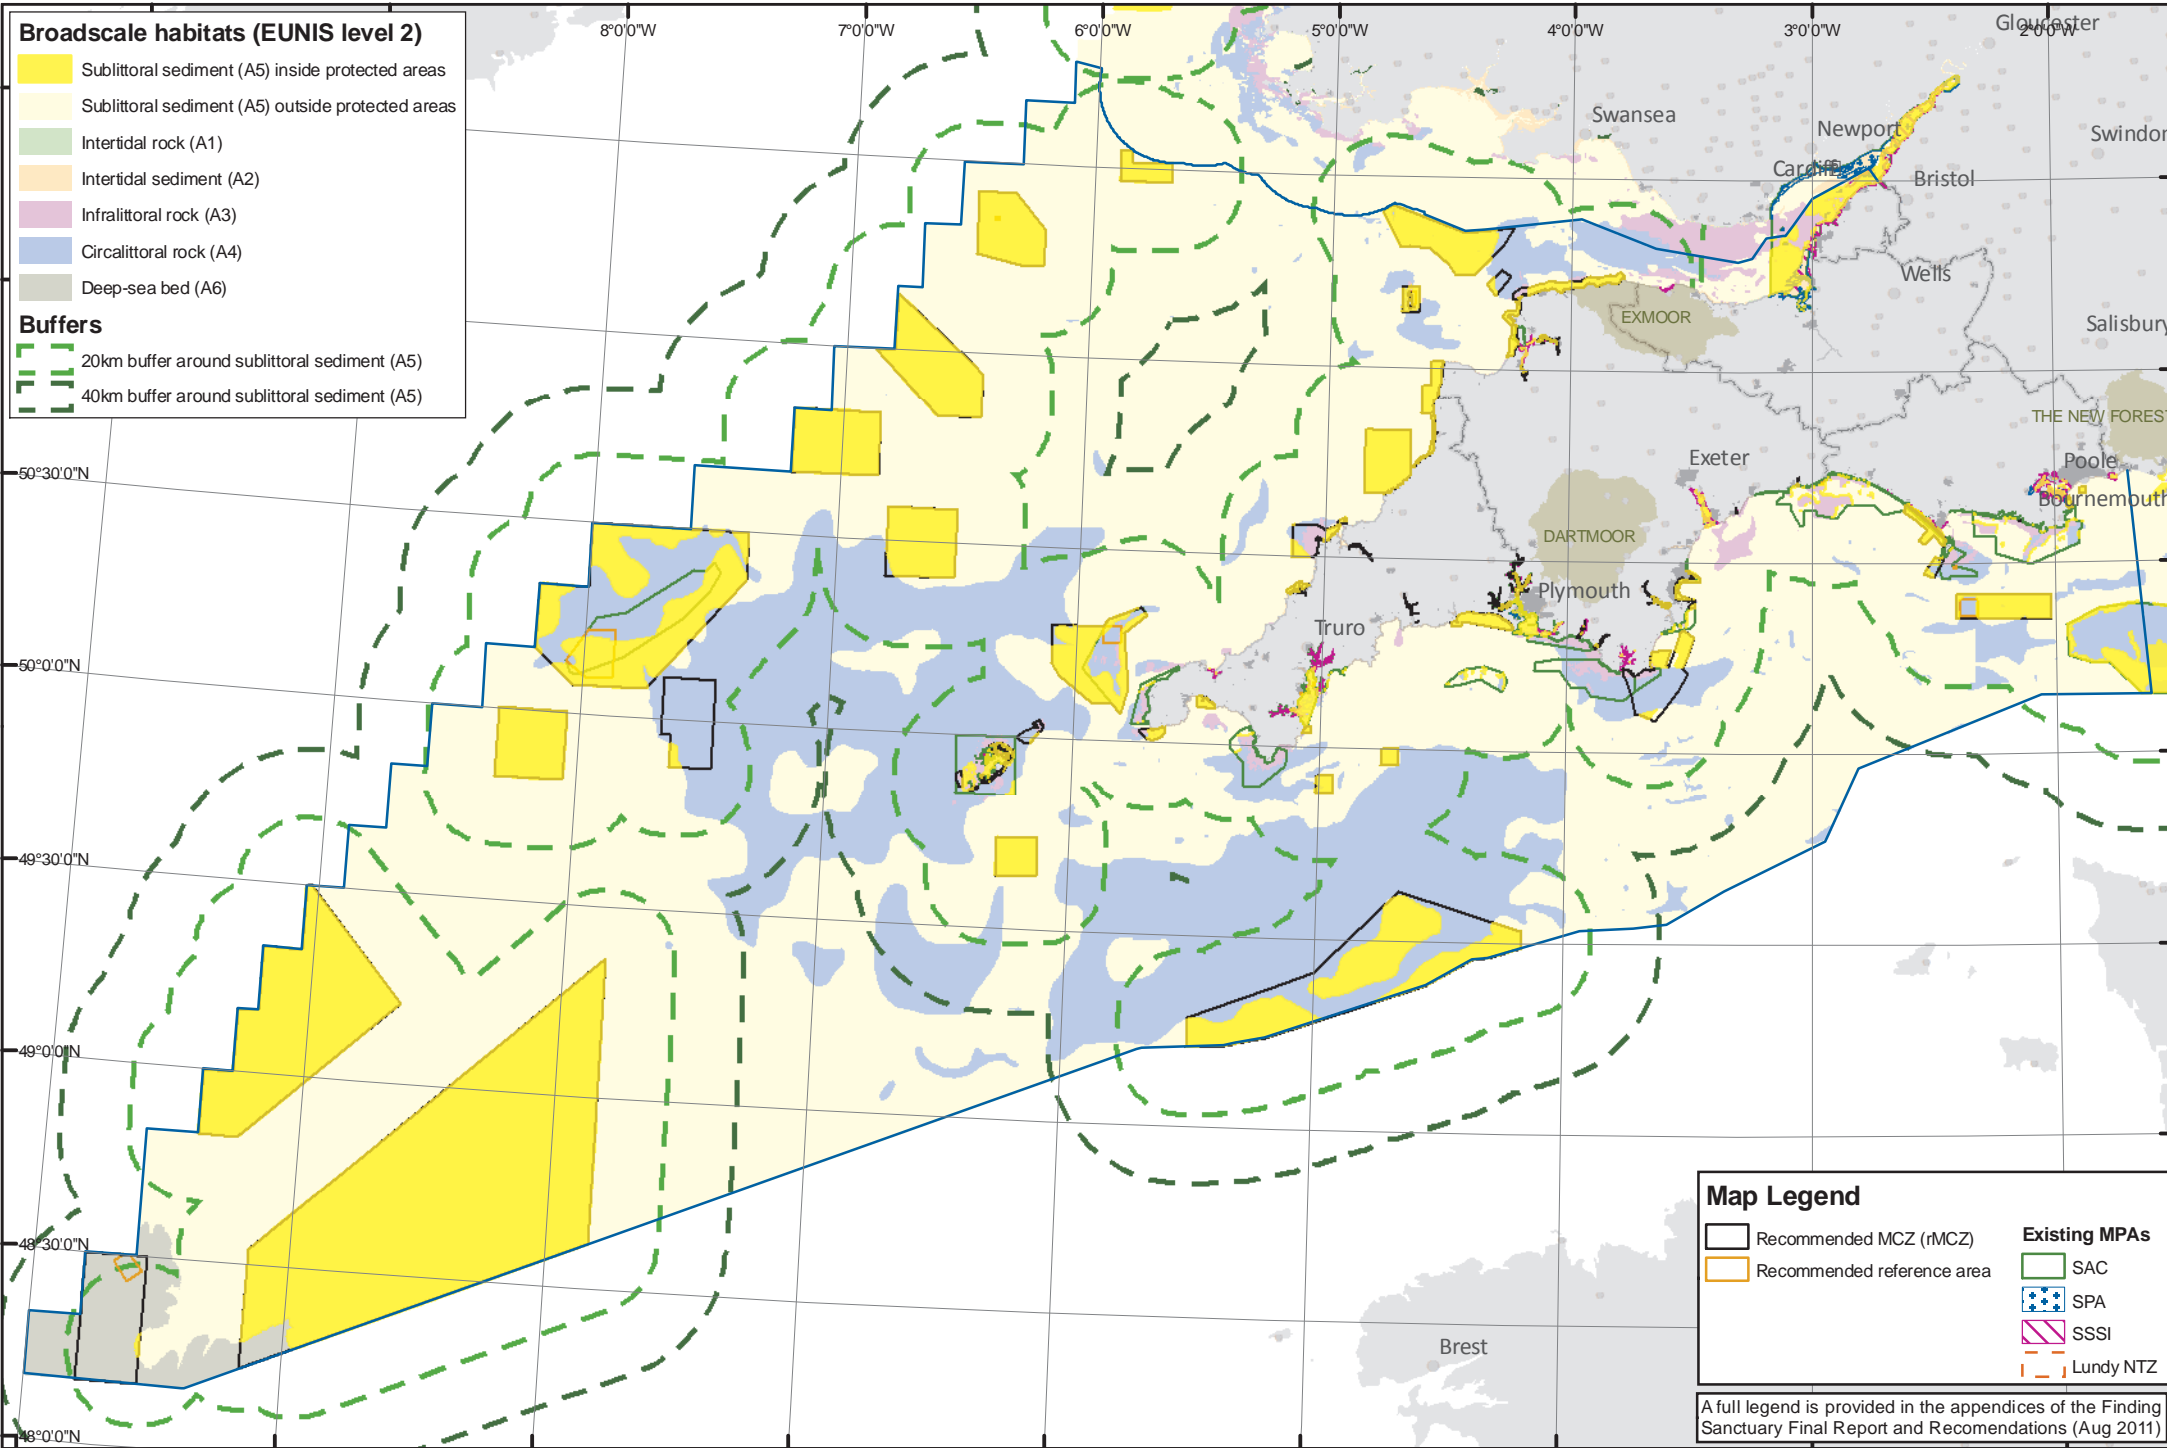 Broadscale habitats (EUNIS level 2)
Sublittoral sediment (A5) inside protected areas
Sublittoral sediment (A5) outside protected areas
Intertidal rock (A1)
Intertidal sediment (A2)
Infralittoral rock (A3)
Circalittoral rock (A4)
Deep-sea bed (A6)
Buffers
20km buffer around sublittoral sediment (A5)
40km buffer around sublittoral sediment (A5)
8°0'0"W
7°0'0"W
6°0'0"W
5°0'0"W
4°0'0"W
3°0'0"W
2°0'0"W
Gloucester
Swansea
Newport
Swindon
Cardiff
Bristol
Wells
EXMOOR
Salisbury
THE NEW FOREST
50°30'0"N
Exeter
Poole
Bournemouth
DARTMOOR
Plymouth
Truro
50°0'0"N
49°30'0"N
49°0'0"N
48°30'0"N
48°0'0"N
Brest
Map Legend
Recommended MCZ (rMCZ)
Recommended reference area
Existing MPAs
SAC
SPA
SSSI
Lundy NTZ
A full legend is provided in the appendices of the Finding
Sanctuary Final Report and Recomendations (Aug 2011)